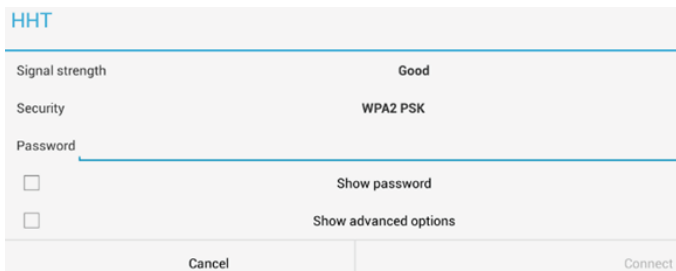 HHT
Signal strength Good
Security WPA2 PSK
Password
Show password
Show advanced options
Cancel Connect